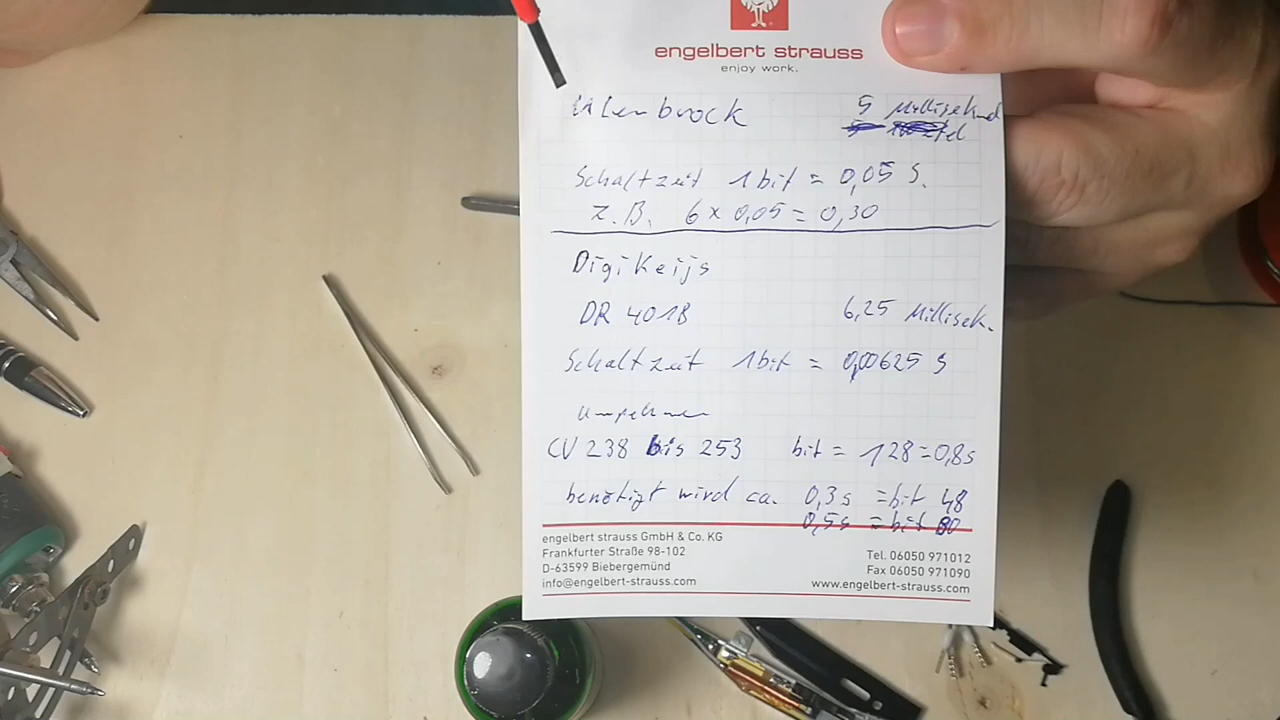 engelbert strauss
enjoy work.
Uhlenbrock 5 Millisekund
Schaltzeit 1 bit = 0,05 s.
z.B. 6 x 0,05 = 0,30
Digikeijs
DR 4018 6,25 Millisek.
Schaltzeit 1 bit = 0,00625 s
CV 238 bis 253 bit = 128 = 0,8s
benötigt wird ca. 0,3s = bit 48
0,5s = bit 80
engelbert strauss GmbH & Co. KG
Frankfurter Straße 98-102 Tel. 06050 971012
D-63599 Biebergemünd Fax 06050 971090
info@engelbert-strauss.com www.engelbert-strauss.com